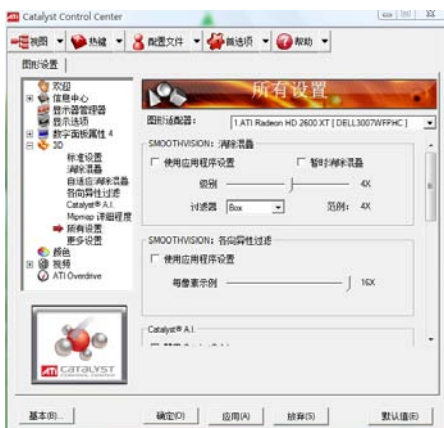 Catalyst Control Center
视图 热键 配置文件 首选项 帮助
图形设置
欢迎
信息中心
显示器管理器
显示选项
数字面板属性 4
3D
标准设置
消除混叠
自适应消除混叠
各向异性过滤
Catalyst® A.I.
Mipmap 详细程度
所有设置
更多设置
颜色
视频
ATI Overdrive
ATI CATALYST
CONTROL CENTER
所有设置
图形适配器: 1.ATI Radeon HD 2600 XT [ DELL3007WFPHC ]
SMOOTHVISION: 消除混叠
使用应用程序设置 暂时消除混叠
级别 4X
过滤器 Box 范例: 4X
SMOOTHVISION: 各向异性过滤
使用应用程序设置
每像素示例 16X
Catalyst® A.I.
基本(B)... 确定(O) 应用(A) 放弃(S) 默认值(E)